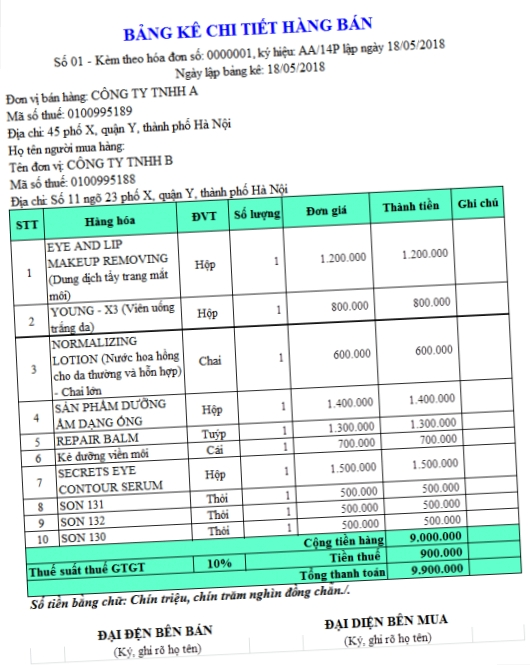 BẢNG KÊ CHI TIẾT HÀNG BÁN
Số 01 - Kèm theo hóa đơn số: 0000001, ký hiệu: AA/14P lập ngày 18/05/2018
Ngày lập bảng kê: 18/05/2018
Đơn vị bán hàng: CÔNG TY TNHH A
Mã số thuế: 0100995189
Địa chỉ: 45 phố X, quận Y, thành phố Hà Nội
Họ tên người mua hàng:
Tên đơn vị: CÔNG TY TNHH B
Mã số thuế: 0100995188
Địa chỉ: Số 11 ngõ 23 phố X, quận Y, thành phố Hà Nội
STT Hàng hóa ĐVT Số lượng Đơn giá Thành tiền Ghi chú
EYE AND LIP
MAKEUP REMOVING
(Dung dịch tẩy trang mắt
môi)
1 Hộp 1 1.200.000 1.200.000
YOUNG - X3 (Viên uống
trắng da)
2 Hộp 1 800.000 800.000
NORMALIZING
LOTION (Nước hoa hồng
cho da thường và hỗn hợp)
- Chai lớn
3 Chai 1 600.000 600.000
SẢN PHẨM DƯỠNG
ẨM DẠNG ỐNG
4 Hộp 1 1.400.000 1.400.000
5 REPAIR BALM Tuýp 1 1.300.000 1.300.000
6 Kẻ dưỡng viền môi Cái 1 700.000 700.000
SECRETS EYE
CONTOUR SERUM
7 Hộp 1 1.500.000 1.500.000
8 SON 131 Thỏi 1 500.000 500.000
9 SON 132 Thỏi 1 500.000 500.000
10 SON 130 Thỏi 1 500.000 500.000
Cộng tiền hàng 9.000.000
Thuế suất thuế GTGT 10% Tiền thuế 900.000
Tổng thanh toán 9.900.000
Số tiền bằng chữ: Chín triệu, chín trăm nghìn đồng chẵn./.
ĐẠI ĐỆN BÊN BÁN ĐẠI DIỆN BÊN MUA
(Ký, ghi rõ họ tên) (Ký, ghi rõ họ tên)